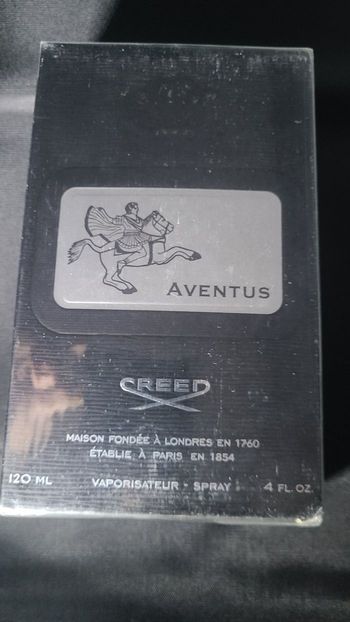 AVENTUS
CREED
MAISON FONDÉE À LONDRES EN 1760
ÉTABLIE À PARIS EN 1854
120 ML VAPORISATEUR - SPRAY 4 FL. OZ.